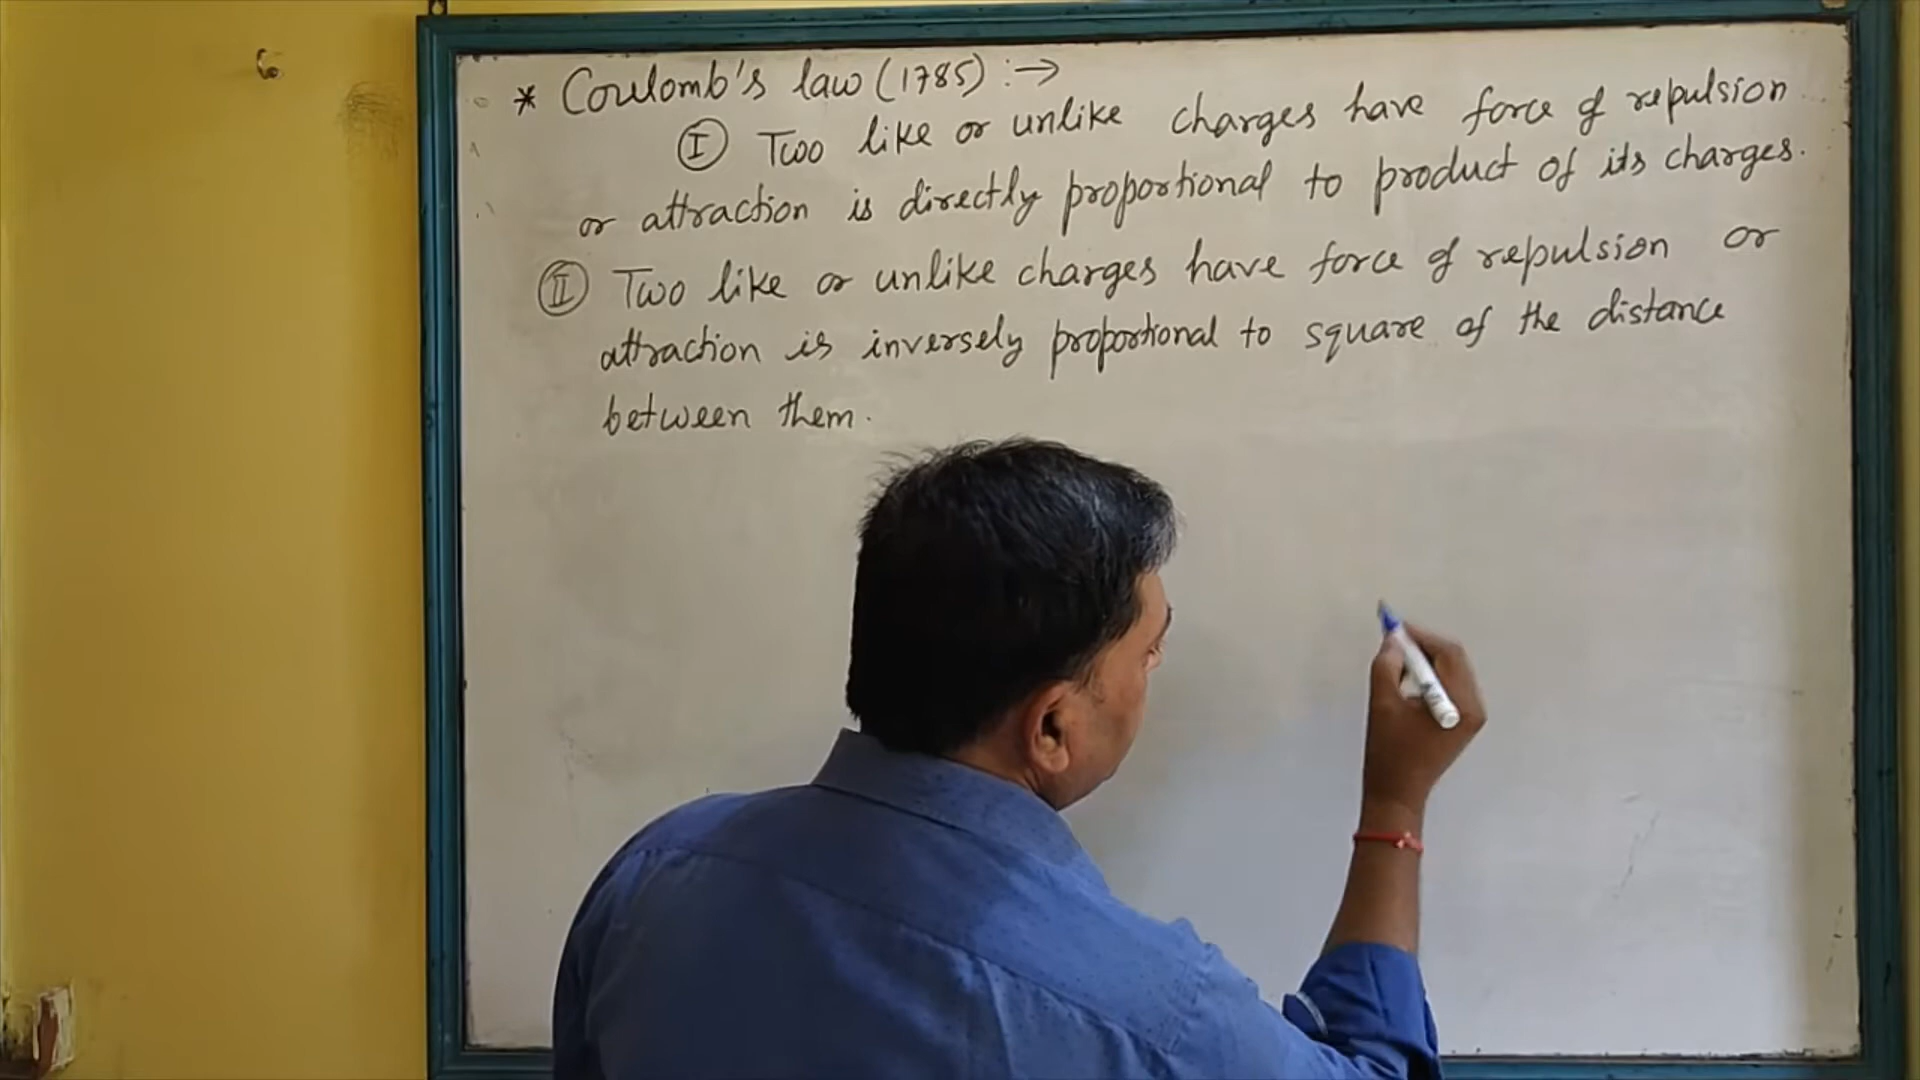 * Coulomb's law (1785) :→
Ⓘ Two like or unlike charges have force of repulsion
or attraction is directly proportional to product of its charges.
Ⅱ Two like or unlike charges have force of repulsion or
attraction is inversely proportional to square of the distance
between them.